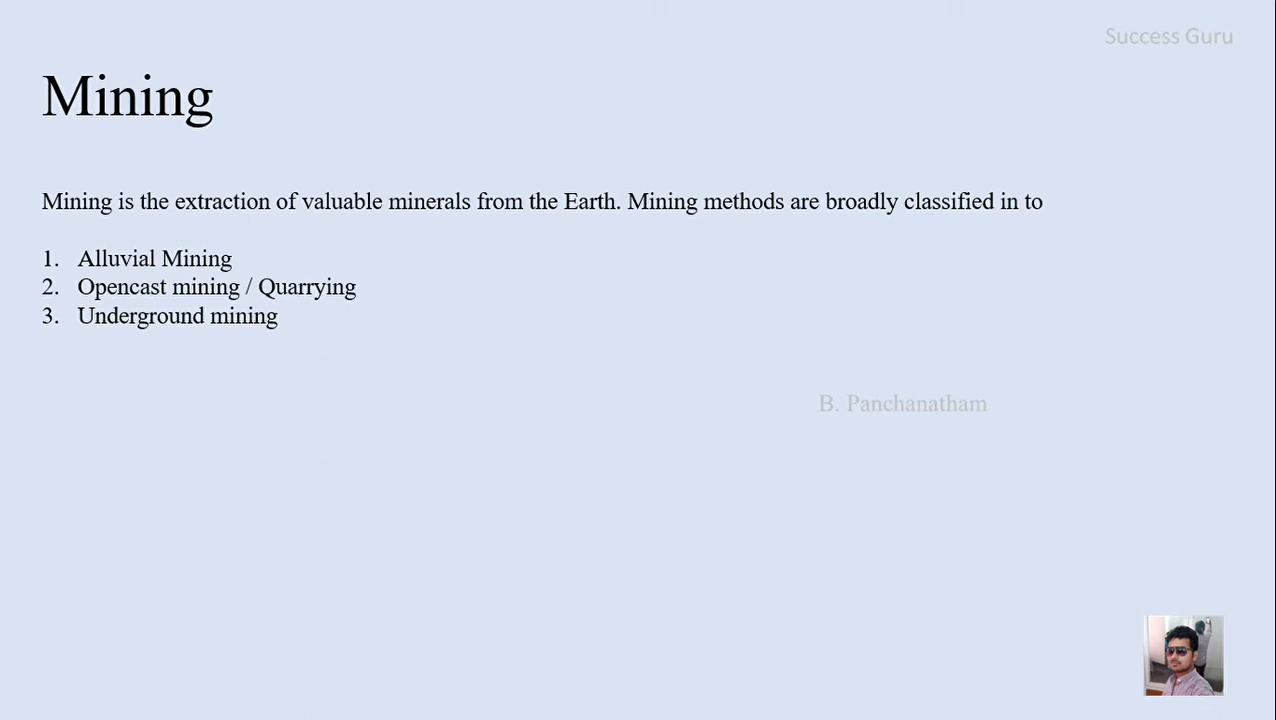 Success Guru
Mining
Mining is the extraction of valuable minerals from the Earth. Mining methods are broadly classified in to
1. Alluvial Mining
2. Opencast mining / Quarrying
3. Underground mining
B. Panchanatham